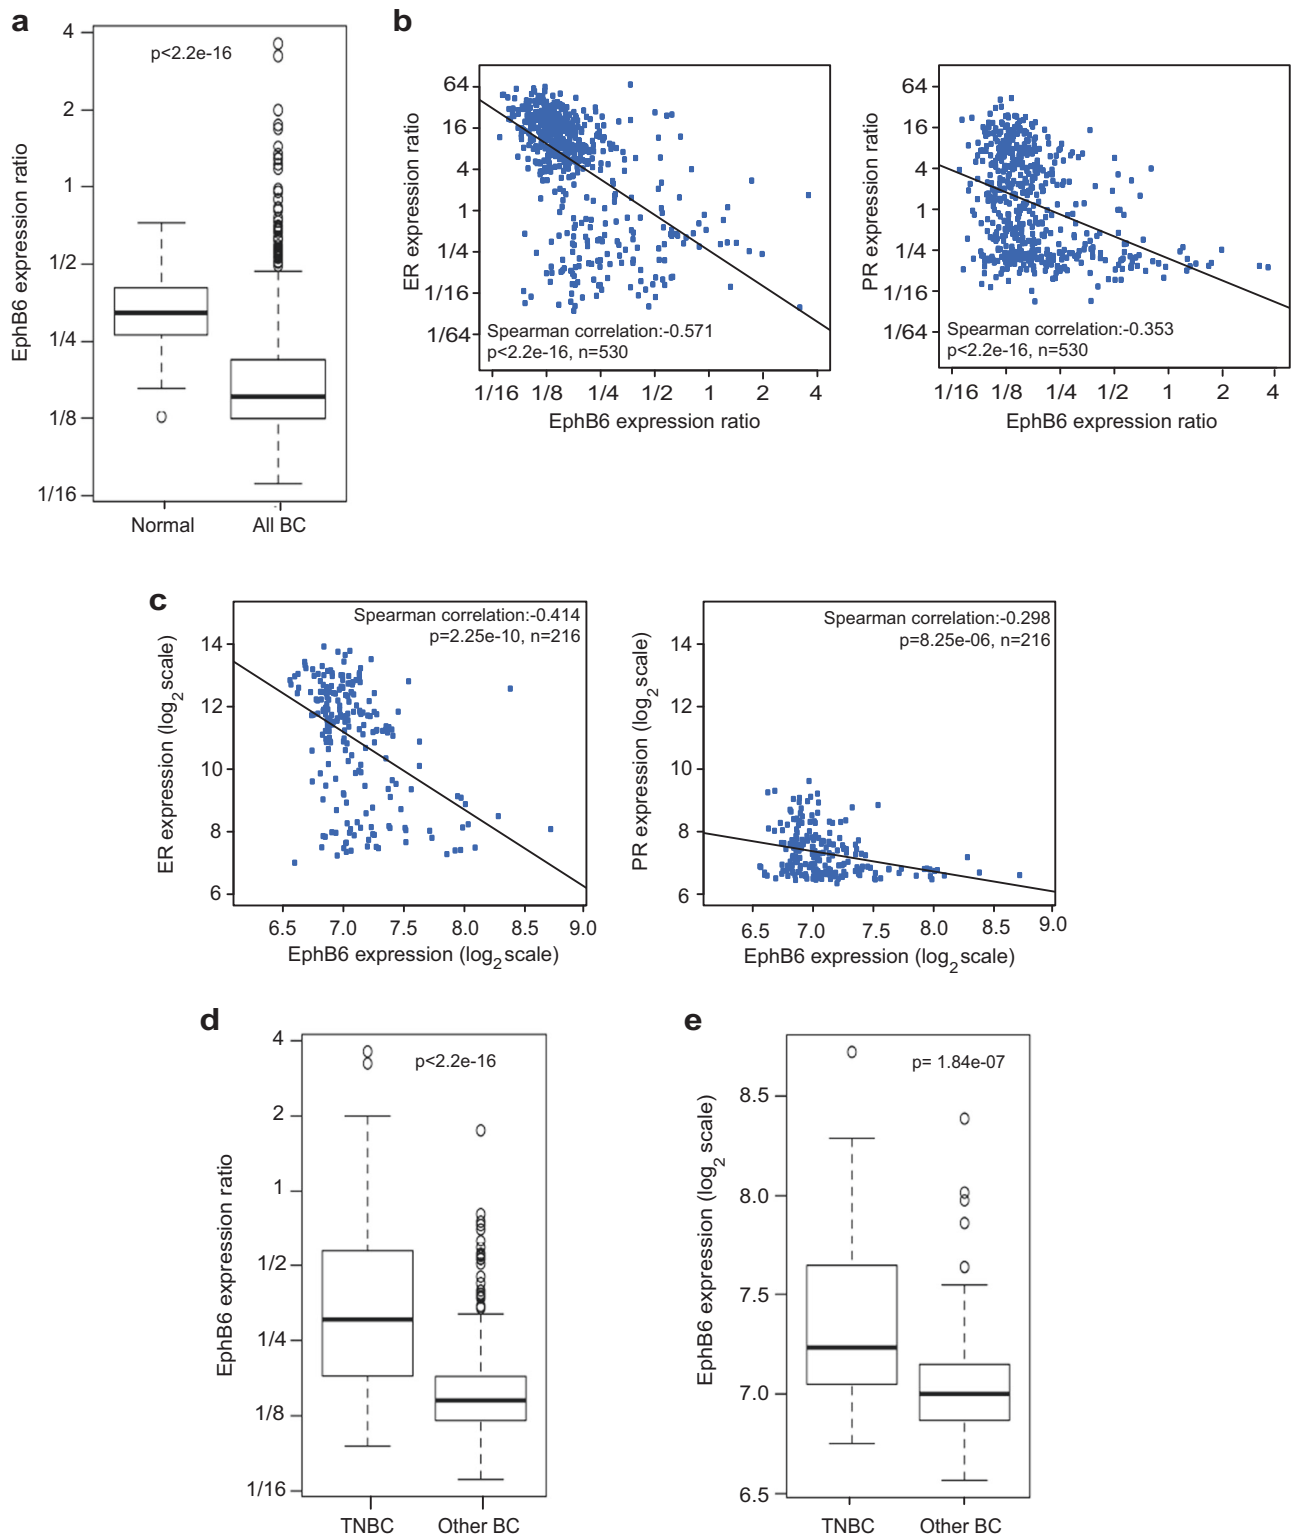 a
p<2.2e-16
EphB6 expression ratio
4
2
1
1/2
1/4
1/8
1/16
Normal
All BC
b
ER expression ratio
64
16
4
1
1/4
1/16
1/64
Spearman correlation:-0.571
p<2.2e-16, n=530
1/16 1/8 1/4 1/2 1 2 4
EphB6 expression ratio
PR expression ratio
64
16
4
1
1/4
1/16
1/64
Spearman correlation:-0.353
p<2.2e-16, n=530
1/16 1/8 1/4 1/2 1 2 4
EphB6 expression ratio
c
Spearman correlation:-0.414
p=2.25e-10, n=216
ER expression (log2 scale)
14
12
10
8
6
6.5 7.0 7.5 8.0 8.5 9.0
EphB6 expression (log2 scale)
Spearman correlation:-0.298
p=8.25e-06, n=216
PR expression (log2 scale)
14
12
10
8
6
6.5 7.0 7.5 8.0 8.5 9.0
EphB6 expression (log2 scale)
d
p<2.2e-16
EphB6 expression ratio
4
2
1
1/2
1/4
1/8
1/16
TNBC
Other BC
e
p= 1.84e-07
EphB6 expression (log2 scale)
8.5
8.0
7.5
7.0
6.5
TNBC
Other BC